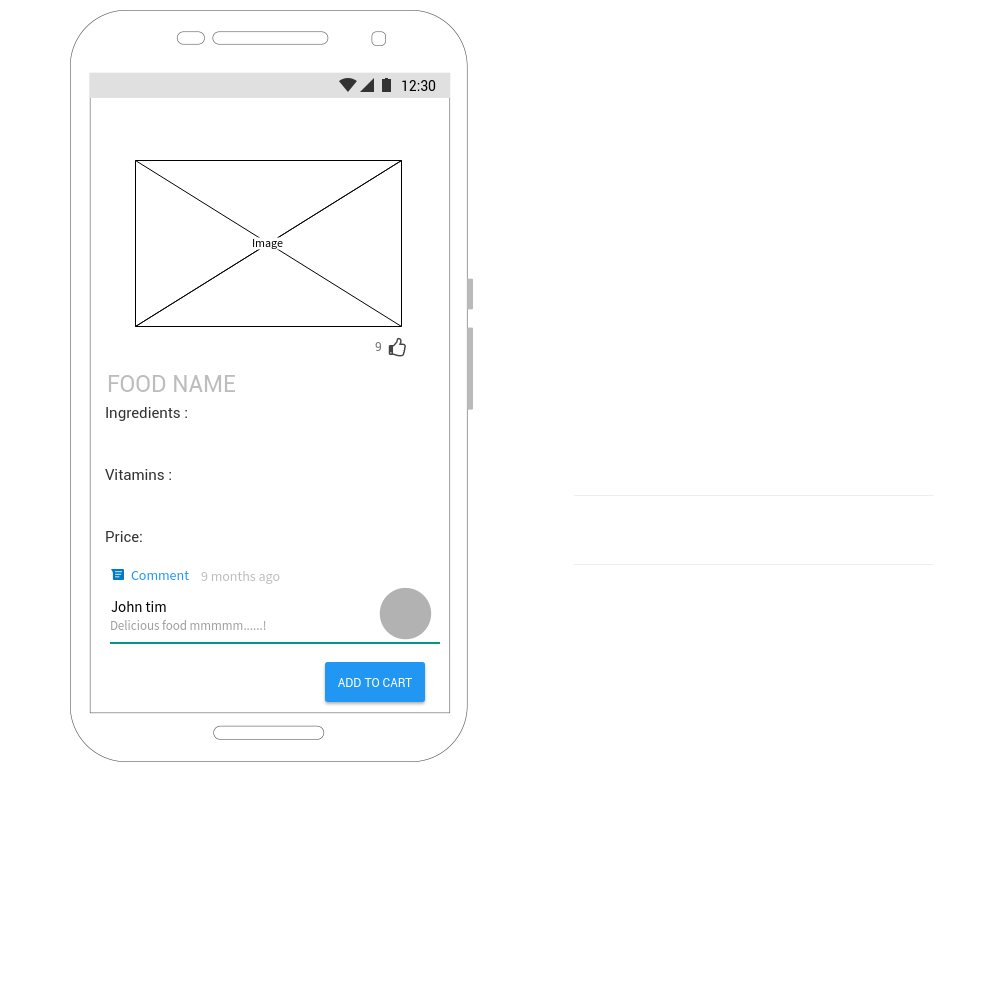 12:30
Image
9
FOOD NAME
Ingredients :
Vitamins :
Price:
Comment 9 months ago
John tim
Delicious food mmmmm......!
ADD TO CART